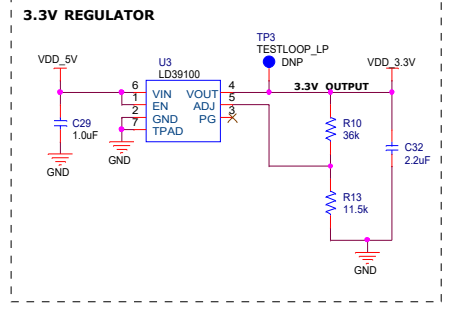 3.3V REGULATOR
TP3
TESTLOOP_LP
DNP
VDD_5V
U3
LD39100
VDD_3.3V
6 VIN VOUT 4
3.3V OUTPUT
1 EN ADJ 5
2 GND PG 3
7 TPAD
C29
1.0uF
R10
36k
C32
2.2uF
GND
GND
R13
11.5k
GND